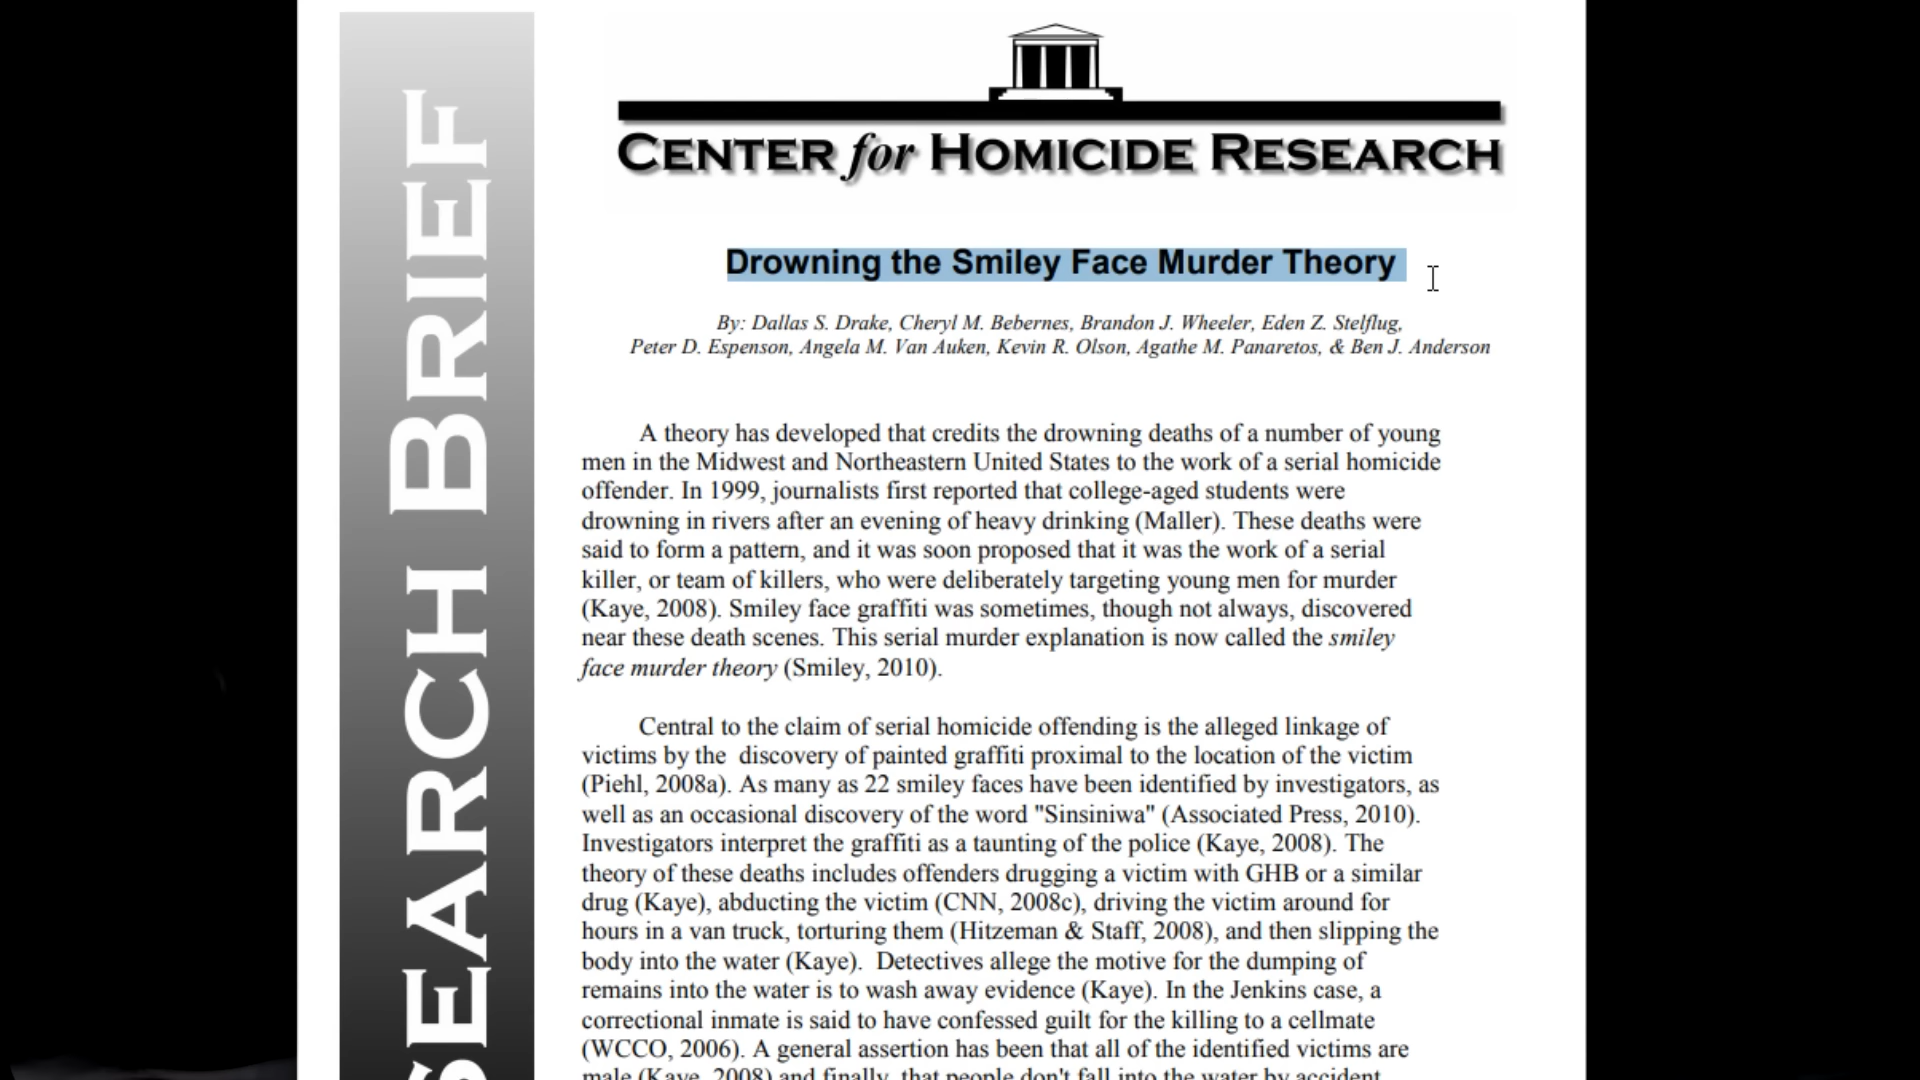 CENTER for HOMICIDE RESEARCH
Drowning the Smiley Face Murder Theory
By: Dallas S. Drake, Cheryl M. Bebernes, Brandon J. Wheeler, Eden Z. Stelflug,
Peter D. Espenson, Angela M. Van Auken, Kevin R. Olson, Agathe M. Panaretos, & Ben J. Anderson
A theory has developed that credits the drowning deaths of a number of young
men in the Midwest and Northeastern United States to the work of a serial homicide
offender. In 1999, journalists first reported that college-aged students were
drowning in rivers after an evening of heavy drinking (Maller). These deaths were
said to form a pattern, and it was soon proposed that it was the work of a serial
killer, or team of killers, who were deliberately targeting young men for murder
(Kaye, 2008). Smiley face graffiti was sometimes, though not always, discovered
near these death scenes. This serial murder explanation is now called the smiley
face murder theory (Smiley, 2010).
Central to the claim of serial homicide offending is the alleged linkage of
victims by the  discovery of painted graffiti proximal to the location of the victim
(Piehl, 2008a). As many as 22 smiley faces have been identified by investigators, as
well as an occasional discovery of the word "Sinsiniwa" (Associated Press, 2010).
Investigators interpret the graffiti as a taunting of the police (Kaye, 2008). The
theory of these deaths includes offenders drugging a victim with GHB or a similar
drug (Kaye), abducting the victim (CNN, 2008c), driving the victim around for
hours in a van truck, torturing them (Hitzeman & Staff, 2008), and then slipping the
body into the water (Kaye).  Detectives allege the motive for the dumping of
remains into the water is to wash away evidence (Kaye). In the Jenkins case, a
correctional inmate is said to have confessed guilt for the killing to a cellmate
(WCCO, 2006). A general assertion has been that all of the identified victims are
male (Kaye, 2008) and finally, that people don't fall into the water by accident
SEARCH BRIEF